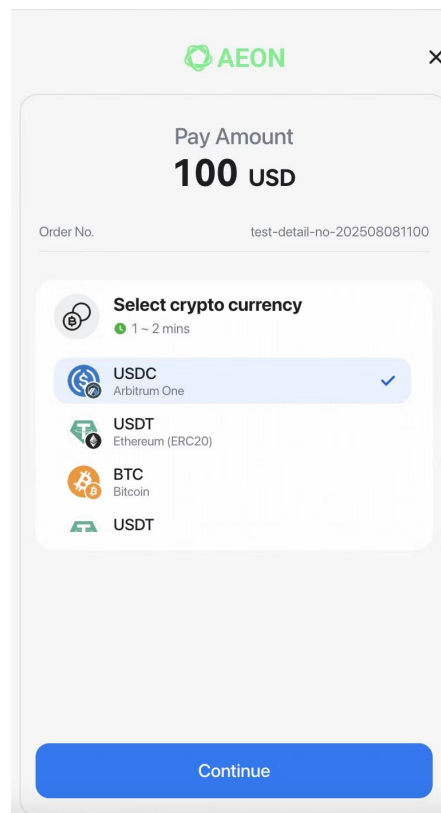 AEON
Pay Amount
100 USD
Order No. test-detail-no-202508081100
Select crypto currency
1 ~ 2 mins
USDC
Arbitrum One
USDT
Ethereum (ERC20)
BTC
Bitcoin
USDT
Continue